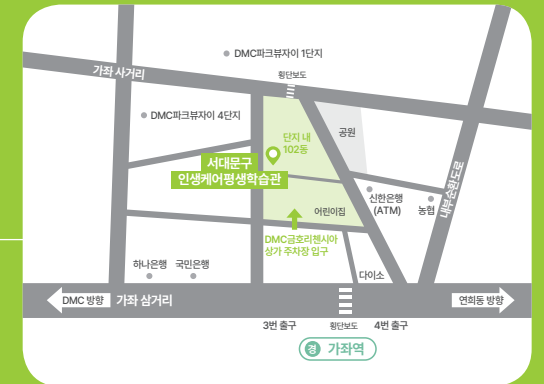 DMC파크뷰자이 1단지
가좌 사거리
횡단보도
DMC파크뷰자이 4단지
단지 내
102동
공원
서대문구
인생케어평생학습관
내부순환도로
신한은행
(ATM)
농협
어린이집
DMC금호리첸시아
상가 주차장 입구
하나은행
국민은행
다이소
DMC 방향
가좌 삼거리
연희동 방향
3번 출구
횡단보도
4번 출구
경 가좌역